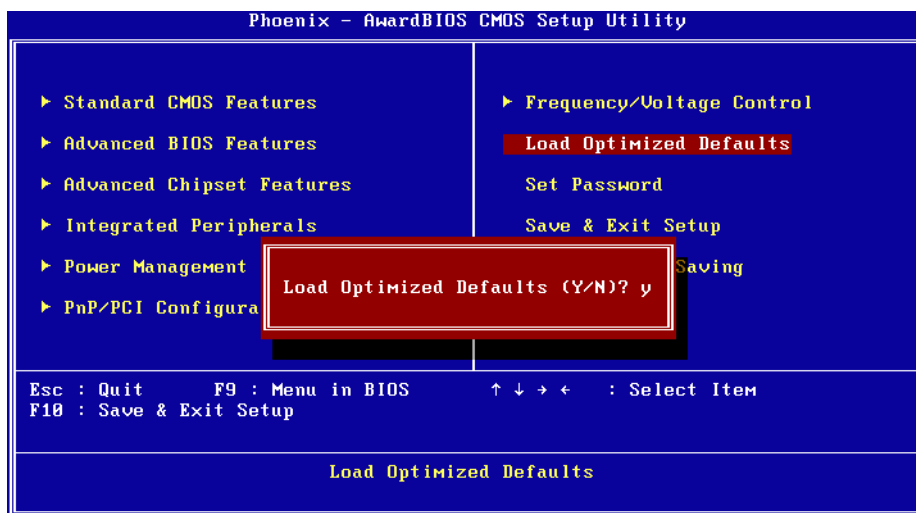 Phoenix - AwardBIOS CMOS Setup Utility
► Standard CMOS Features
► Advanced BIOS Features
► Advanced Chipset Features
► Integrated Peripherals
► Power Management
► PnP/PCI Configura
► Frequency/Voltage Control
Load Optimized Defaults
Set Password
Save & Exit Setup
Saving
Load Optimized Defaults (Y/N)? y
Esc : Quit F9 : Menu in BIOS ↑ ↓ → ← : Select Item
F10 : Save & Exit Setup
Load Optimized Defaults